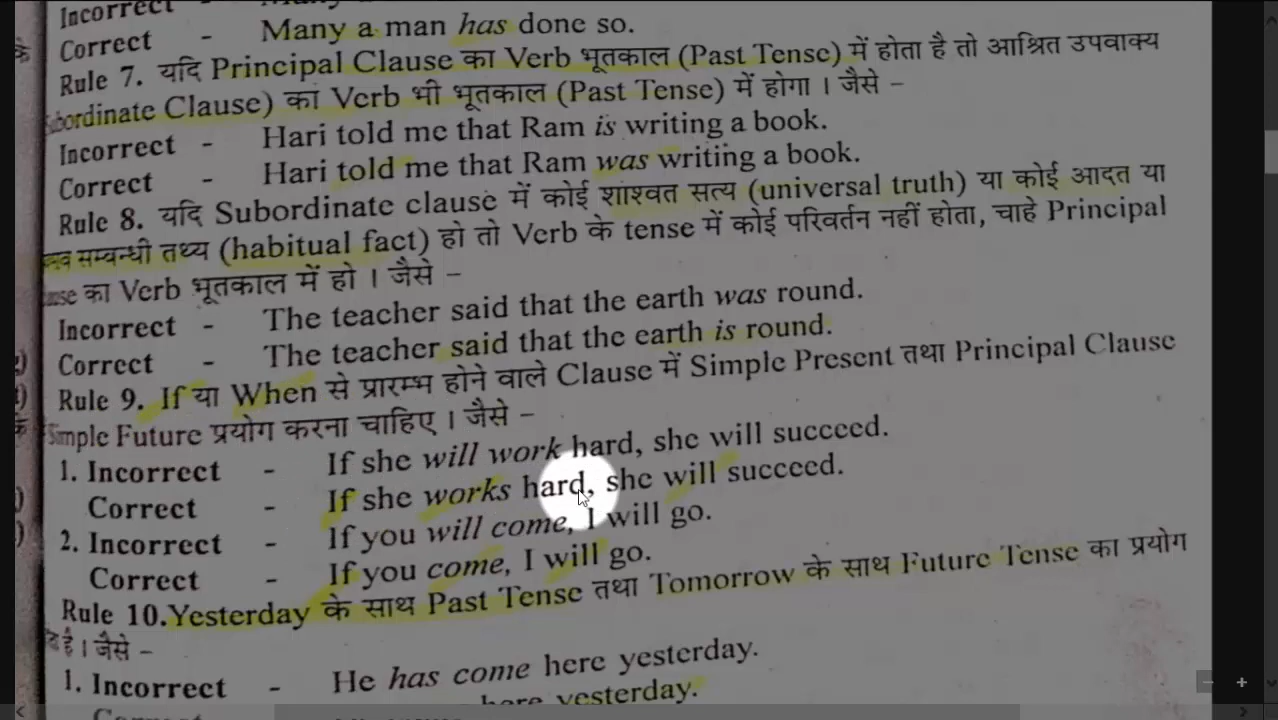 Incorrect
Correct - Many a man has done so.
Rule 7. यदि Principal Clause का Verb भूतकाल (Past Tense) में होता है तो आश्रित उपवाक्य
bordinate Clause) का Verb भी भूतकाल (Past Tense) में होगा । जैसे –
Incorrect - Hari told me that Ram is writing a book.
Correct - Hari told me that Ram was writing a book.
Rule 8. यदि Subordinate clause में कोई शाश्वत सत्य (universal truth) या कोई आदत या
सम्बन्धी तथ्य (habitual fact) हो तो Verb के tense में कोई परिवर्तन नहीं होता, चाहे Principal
का Verb भूतकाल में हो । जैसे –
Incorrect - The teacher said that the earth was round.
Correct - The teacher said that the earth is round.
Rule 9. If या When से प्रारम्भ होने वाले Clause में Simple Present तथा Principal Clause
Simple Future प्रयोग करना चाहिए । जैसे –
1. Incorrect - If she will work hard, she will succeed.
Correct - If she works hard, she will succeed.
2. Incorrect - If you will come, I will go.
Correct - If you come, I will go.
Rule 10. Yesterday के साथ Past Tense तथा Tomorrow के साथ Future Tense का प्रयोग
है । जैसे –
1. Incorrect - He has come here yesterday.
here yesterday.